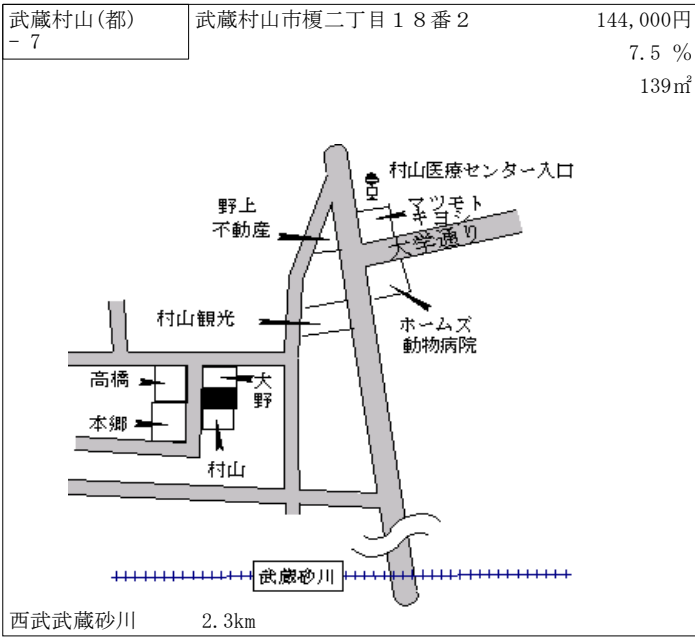 武蔵村山(都)
- 7
武蔵村山市榎二丁目１８番２
144,000円
7.5 %
139㎡
村山医療センター入口
マツモト
キヨシ
野上
不動産
大学通り
村山観光
ホームズ
動物病院
高橋
大
野
本郷
村山
武蔵砂川
西武武蔵砂川
2.3km